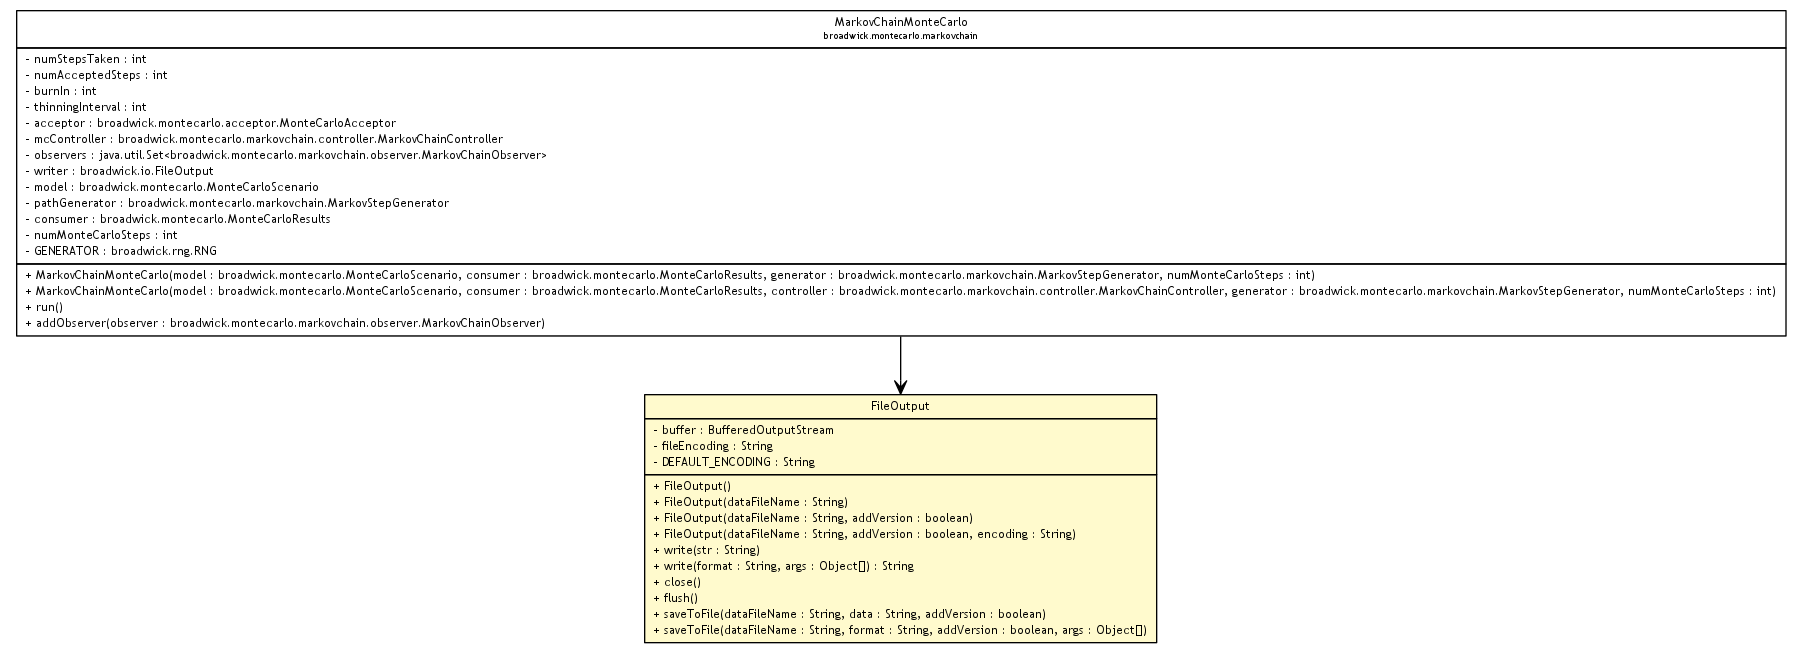 MarkovChainMonteCarlo
broadwick.montecarlo.markovchain
- numStepsTaken : int
- numAcceptedSteps : int
- burnIn : int
- thinningInterval : int
- acceptor : broadwick.montecarlo.acceptor.MonteCarloAcceptor
- mcController : broadwick.montecarlo.markovchain.controller.MarkovChainController
- observers : java.util.Set<broadwick.montecarlo.markovchain.observer.MarkovChainObserver>
- writer : broadwick.io.FileOutput
- model : broadwick.montecarlo.MonteCarloScenario
- pathGenerator : broadwick.montecarlo.markovchain.MarkovStepGenerator
- consumer : broadwick.montecarlo.MonteCarloResults
- numMonteCarloSteps : int
- GENERATOR : broadwick.rng.RNG
+ MarkovChainMonteCarlo(model : broadwick.montecarlo.MonteCarloScenario, consumer : broadwick.montecarlo.MonteCarloResults, generator : broadwick.montecarlo.markovchain.MarkovStepGenerator, numMonteCarloSteps : int)
+ MarkovChainMonteCarlo(model : broadwick.montecarlo.MonteCarloScenario, consumer : broadwick.montecarlo.MonteCarloResults, controller : broadwick.montecarlo.markovchain.controller.MarkovChainController, generator : broadwick.montecarlo.markovchain.MarkovStepGenerator, numMonteCarloSteps : int)
+ run()
+ addObserver(observer : broadwick.montecarlo.markovchain.observer.MarkovChainObserver)
FileOutput
- buffer : BufferedOutputStream
- fileEncoding : String
- DEFAULT_ENCODING : String
+ FileOutput()
+ FileOutput(dataFileName : String)
+ FileOutput(dataFileName : String, addVersion : boolean)
+ FileOutput(dataFileName : String, addVersion : boolean, encoding : String)
+ write(str : String)
+ write(format : String, args : Object[]) : String
+ close()
+ flush()
+ saveToFile(dataFileName : String, data : String, addVersion : boolean)
+ saveToFile(dataFileName : String, format : String, addVersion : boolean, args : Object[])